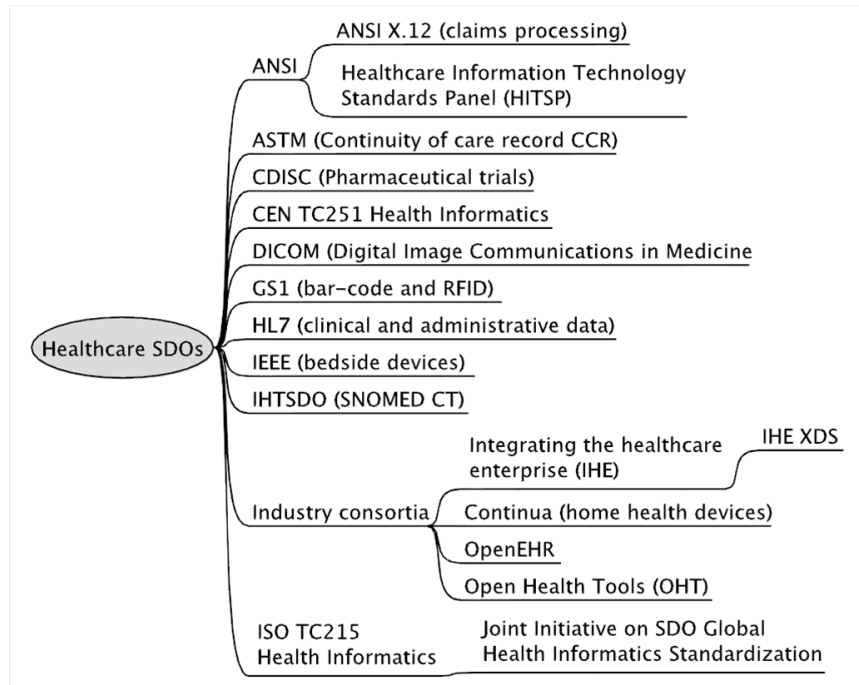 ANSI X.12 (claims processing)
ANSI
Healthcare Information Technology
Standards Panel (HITSP)
ASTM (Continuity of care record CCR)
CDISC (Pharmaceutical trials)
CEN TC251 Health Informatics
DICOM (Digital Image Communications in Medicine
GS1 (bar-code and RFID)
HL7 (clinical and administrative data)
Healthcare SDOs
IEEE (bedside devices)
IHTSDO (SNOMED CT)
Integrating the healthcare
enterprise (IHE)
IHE XDS
Industry consortia
Continua (home health devices)
OpenEHR
Open Health Tools (OHT)
ISO TC215
Health Informatics
Joint Initiative on SDO Global
Health Informatics Standardization